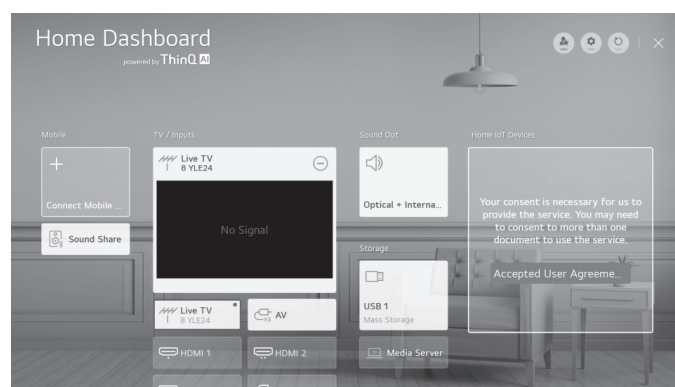 Home Dashboard
powered by ThinQ AI
Mobile
TV / Inputs
Sound Out
Home IoT Devices
Connect Mobile ...
Sound Share
Live TV
8 YLE24
No Signal
Live TV
8 YLE24
AV
HDMI 1
HDMI 2
Optical + Interna...
Storage
USB 1
Mass Storage
Media Server
Your consent is necessary for us to
provide the service. You may need
to consent to more than one
document to use the service.
Accepted User Agreeme...